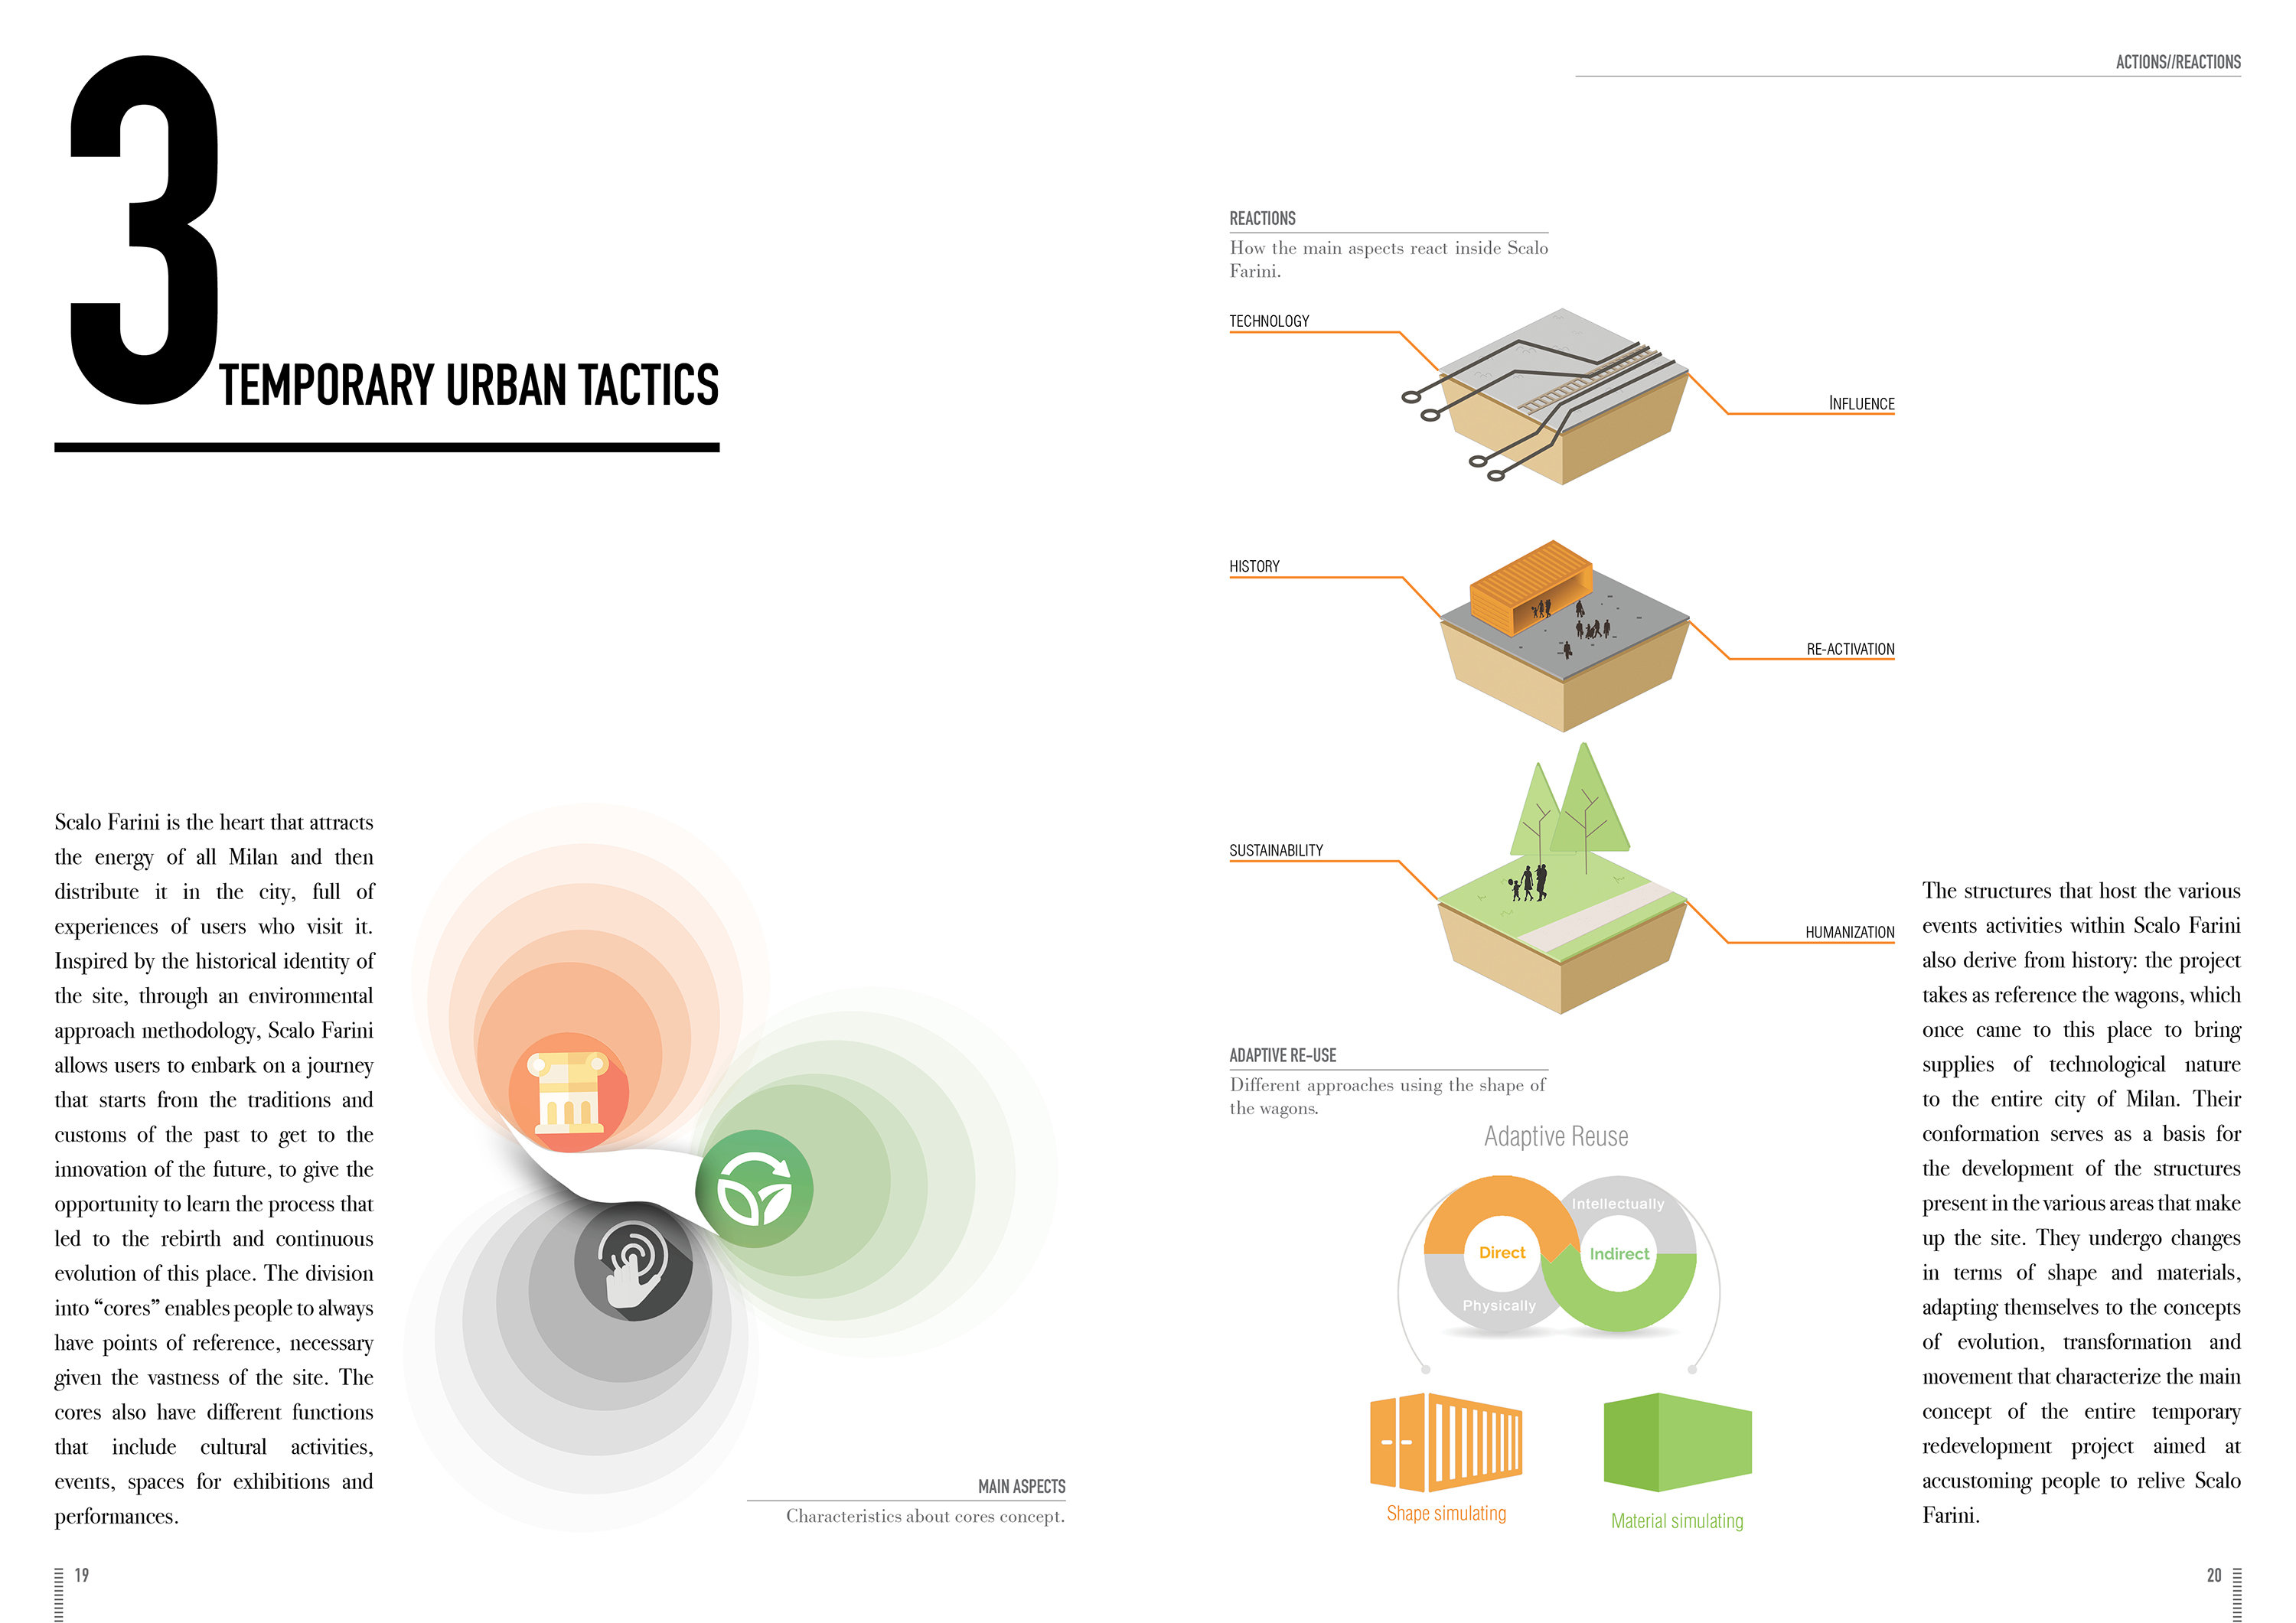 3
TEMPORARY URBAN TACTICS
Scalo Farini is the heart that attracts
the energy of all Milan and then
distribute it in the city, full of
experiences of users who visit it.
Inspired by the historical identity of
the site, through an environmental
approach methodology, Scalo Farini
allows users to embark on a journey
that starts from the traditions and
customs of the past to get to the
innovation of the future, to give the
opportunity to learn the process that
led to the rebirth and continuous
evolution of this place. The division
into “cores” enables people to always
have points of reference, necessary
given the vastness of the site. The
cores also have different functions
that include cultural activities,
events, spaces for exhibitions and
performances.
MAIN ASPECTS
Characteristics about cores concept.
19
ACTIONS//REACTIONS
REACTIONS
How the main aspects react inside Scalo
Farini.
TECHNOLOGY
INFLUENCE
HISTORY
RE-ACTIVATION
SUSTAINABILITY
HUMANIZATION
ADAPTIVE RE-USE
Different approaches using the shape of
the wagons.
Adaptive Reuse
Intellectually
Direct
Indirect
Physically
Shape simulating
Material simulating
The structures that host the various
events activities within Scalo Farini
also derive from history: the project
takes as reference the wagons, which
once came to this place to bring
supplies of technological nature
to the entire city of Milan. Their
conformation serves as a basis for
the development of the structures
present in the various areas that make
up the site. They undergo changes
in terms of shape and materials,
adapting themselves to the concepts
of evolution, transformation and
movement that characterize the main
concept of the entire temporary
redevelopment project aimed at
accustoming people to relive Scalo
Farini.
20